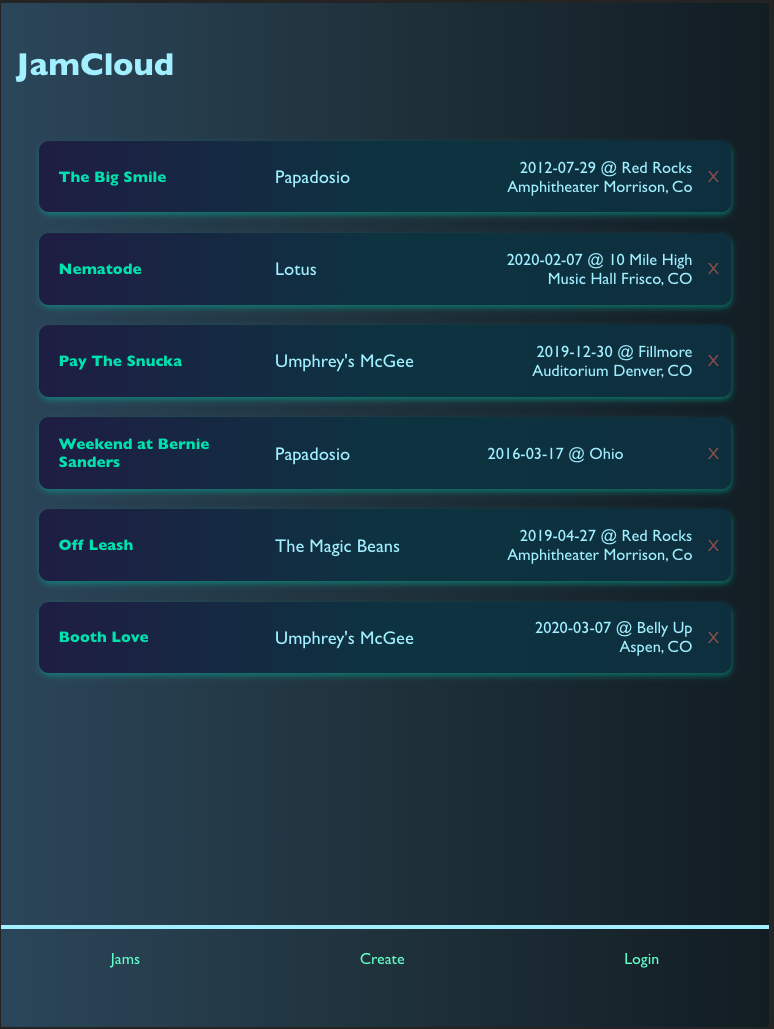 JamCloud
The Big Smile
Papadosio
2012-07-29 @ Red Rocks
Amphitheater Morrison, Co
X
Nematode
Lotus
2020-02-07 @ 10 Mile High
Music Hall Frisco, CO
X
Pay The Snucka
Umphrey's McGee
2019-12-30 @ Fillmore
Auditorium Denver, CO
X
Weekend at Bernie
Sanders
Papadosio
2016-03-17 @ Ohio
X
Off Leash
The Magic Beans
2019-04-27 @ Red Rocks
Amphitheater Morrison, Co
X
Booth Love
Umphrey's McGee
2020-03-07 @ Belly Up
Aspen, CO
X
Jams
Create
Login